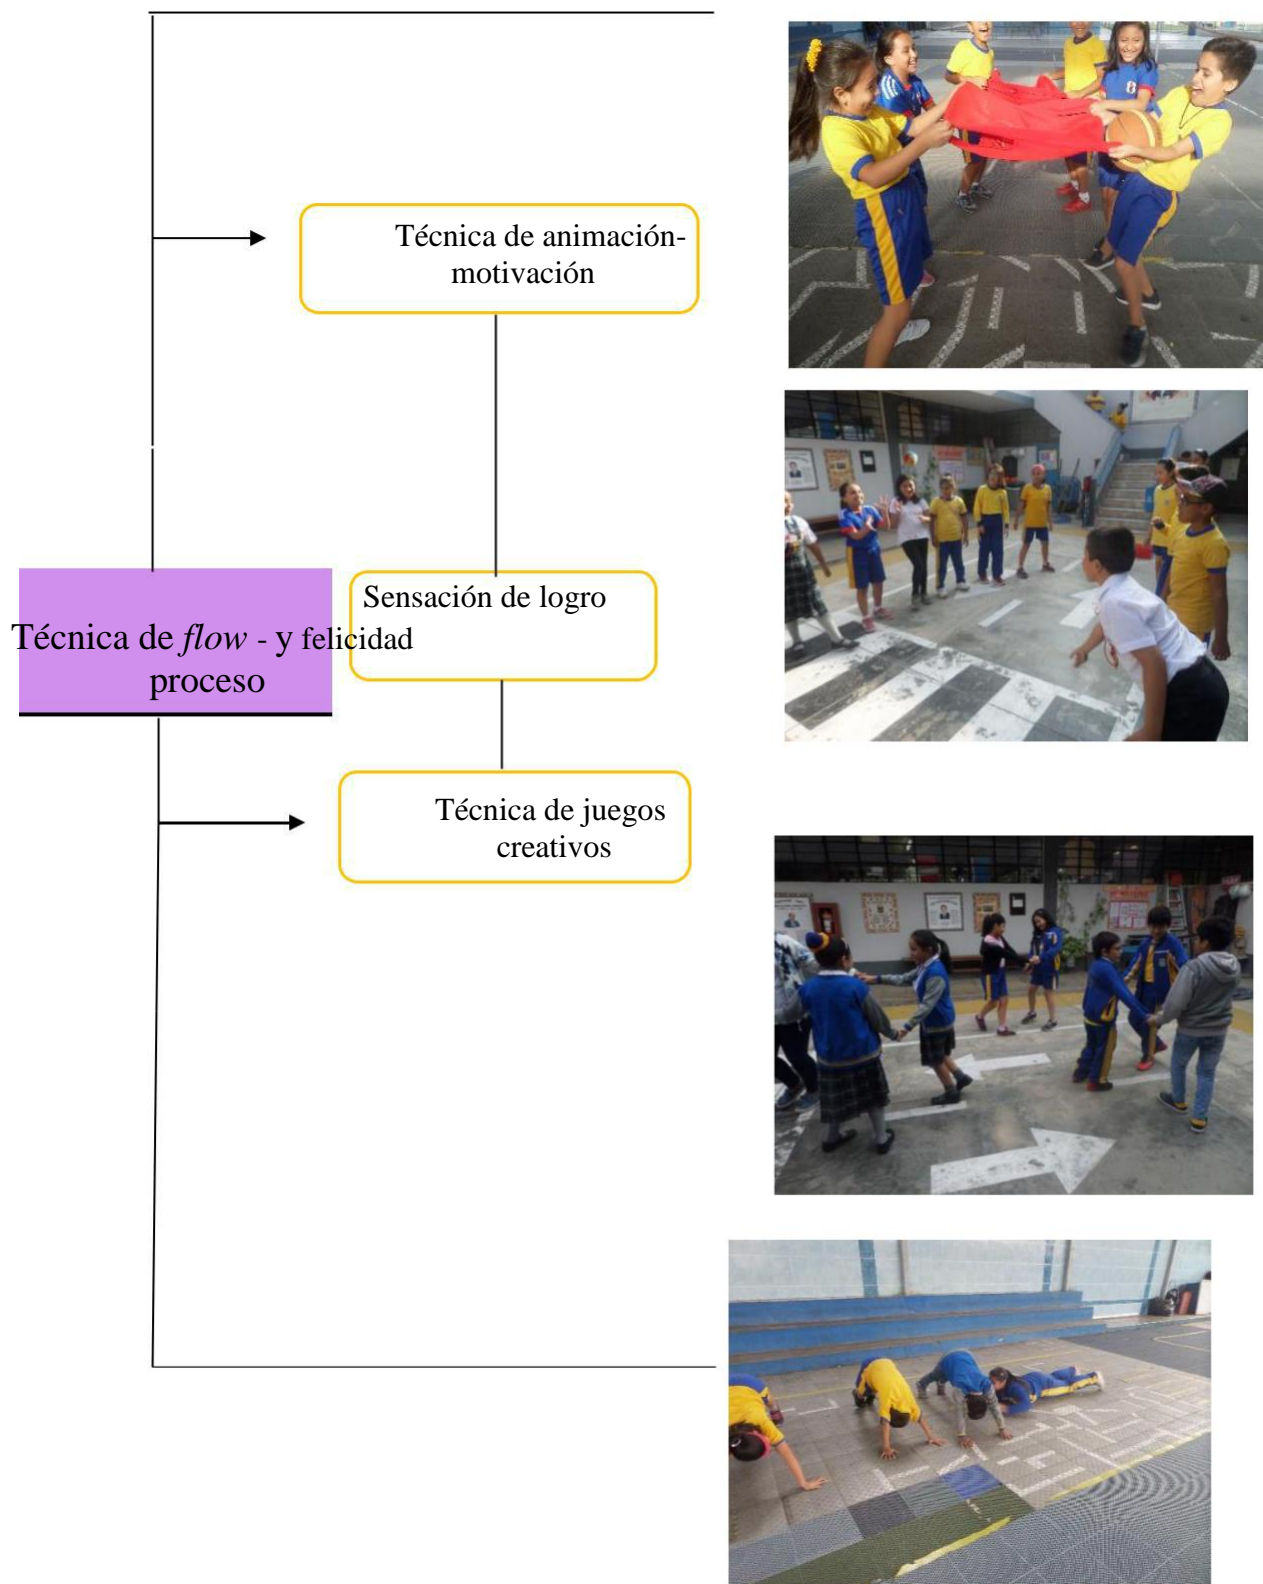 Técnica de animación-
motivación
Sensación de logro
Técnica de flow - y felicidad
proceso
Técnica de juegos
creativos